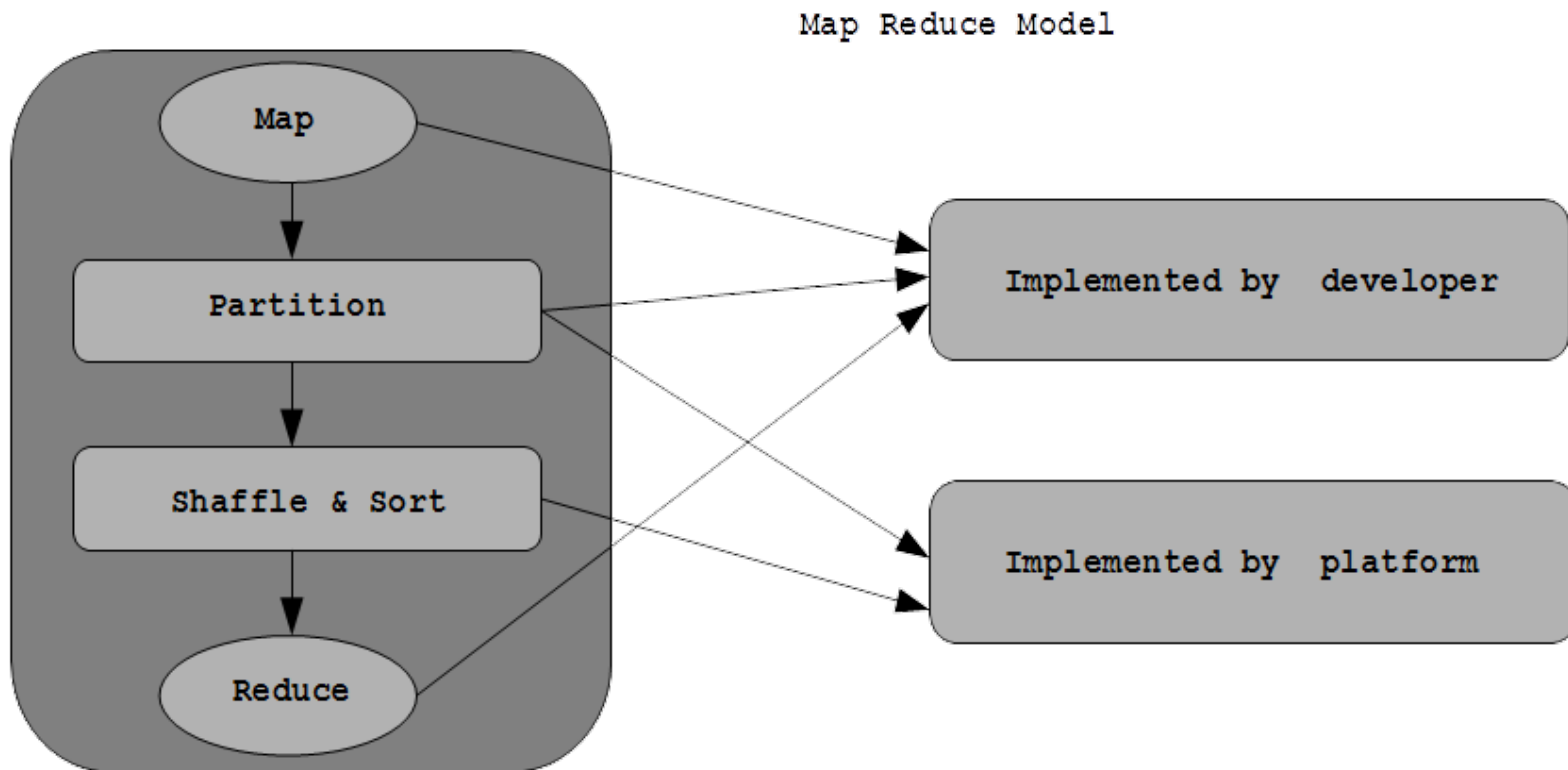 Map Reduce Model
Map
Partition
Shaffle & Sort
Reduce
Implemented by developer
Implemented by platform